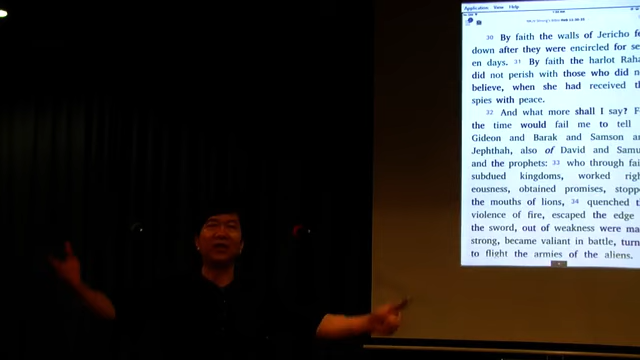 Application View Help
30 By faith the walls of Jericho fe
down after they were encircled for se
en days. 31 By faith the harlot Raha
did not perish with those who did no
believe, when she had received th
spies with peace.
32 And what more shall I say? F
the time would fail me to tell
Gideon and Barak and Samson an
Jephthah, also of David and Samu
and the prophets: 33 who through fai
subdued kingdoms, worked righ
eousness, obtained promises, stopp
the mouths of lions, 34 quenched th
violence of fire, escaped the edge
the sword, out of weakness were ma
strong, became valiant in battle, turn
to flight the armies of the aliens.